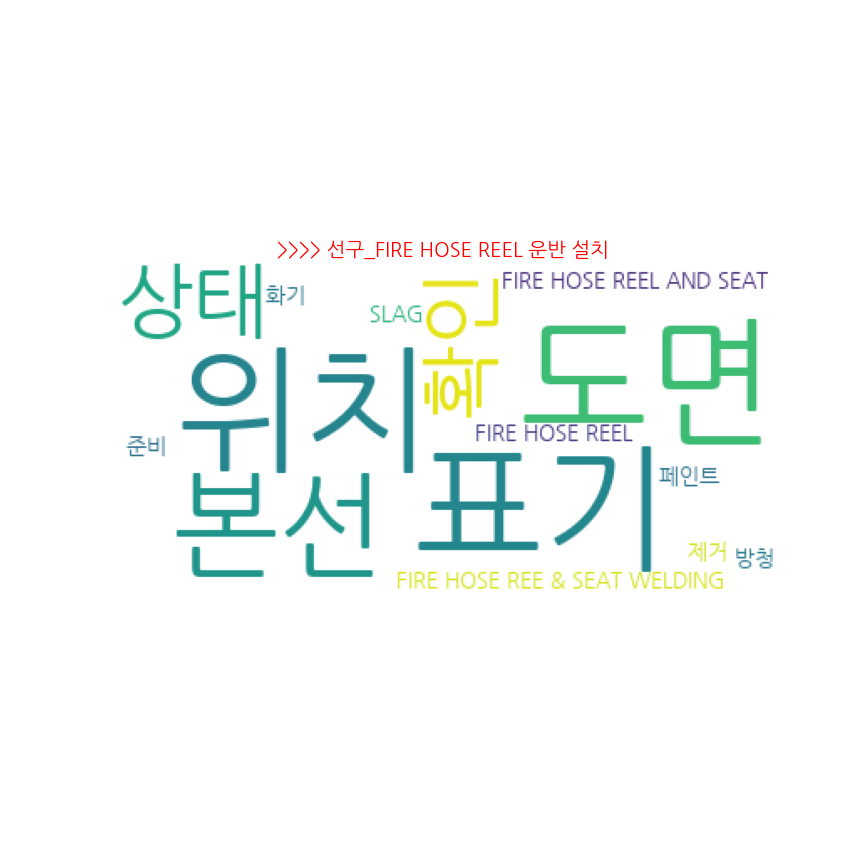 >>>> 선구_FIRE HOSE REEL 운반 설치
상태
화기
SLAG
확인
FIRE HOSE REEL AND SEAT
위치
도면
FIRE HOSE REEL
준비
본선
표기
페인트
제거
방청
FIRE HOSE REE & SEAT WELDING